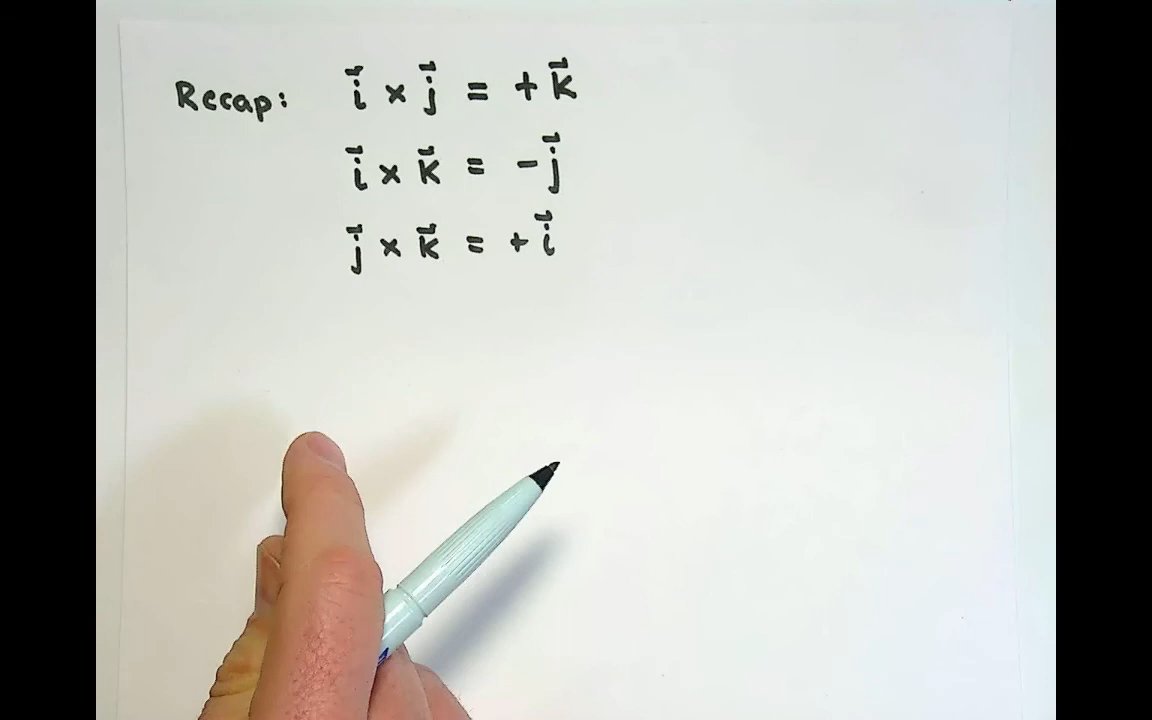 Recap: i⃗ × j⃗ = + k⃗
i⃗ × k⃗ = - j⃗
j⃗ × k⃗ = + i⃗